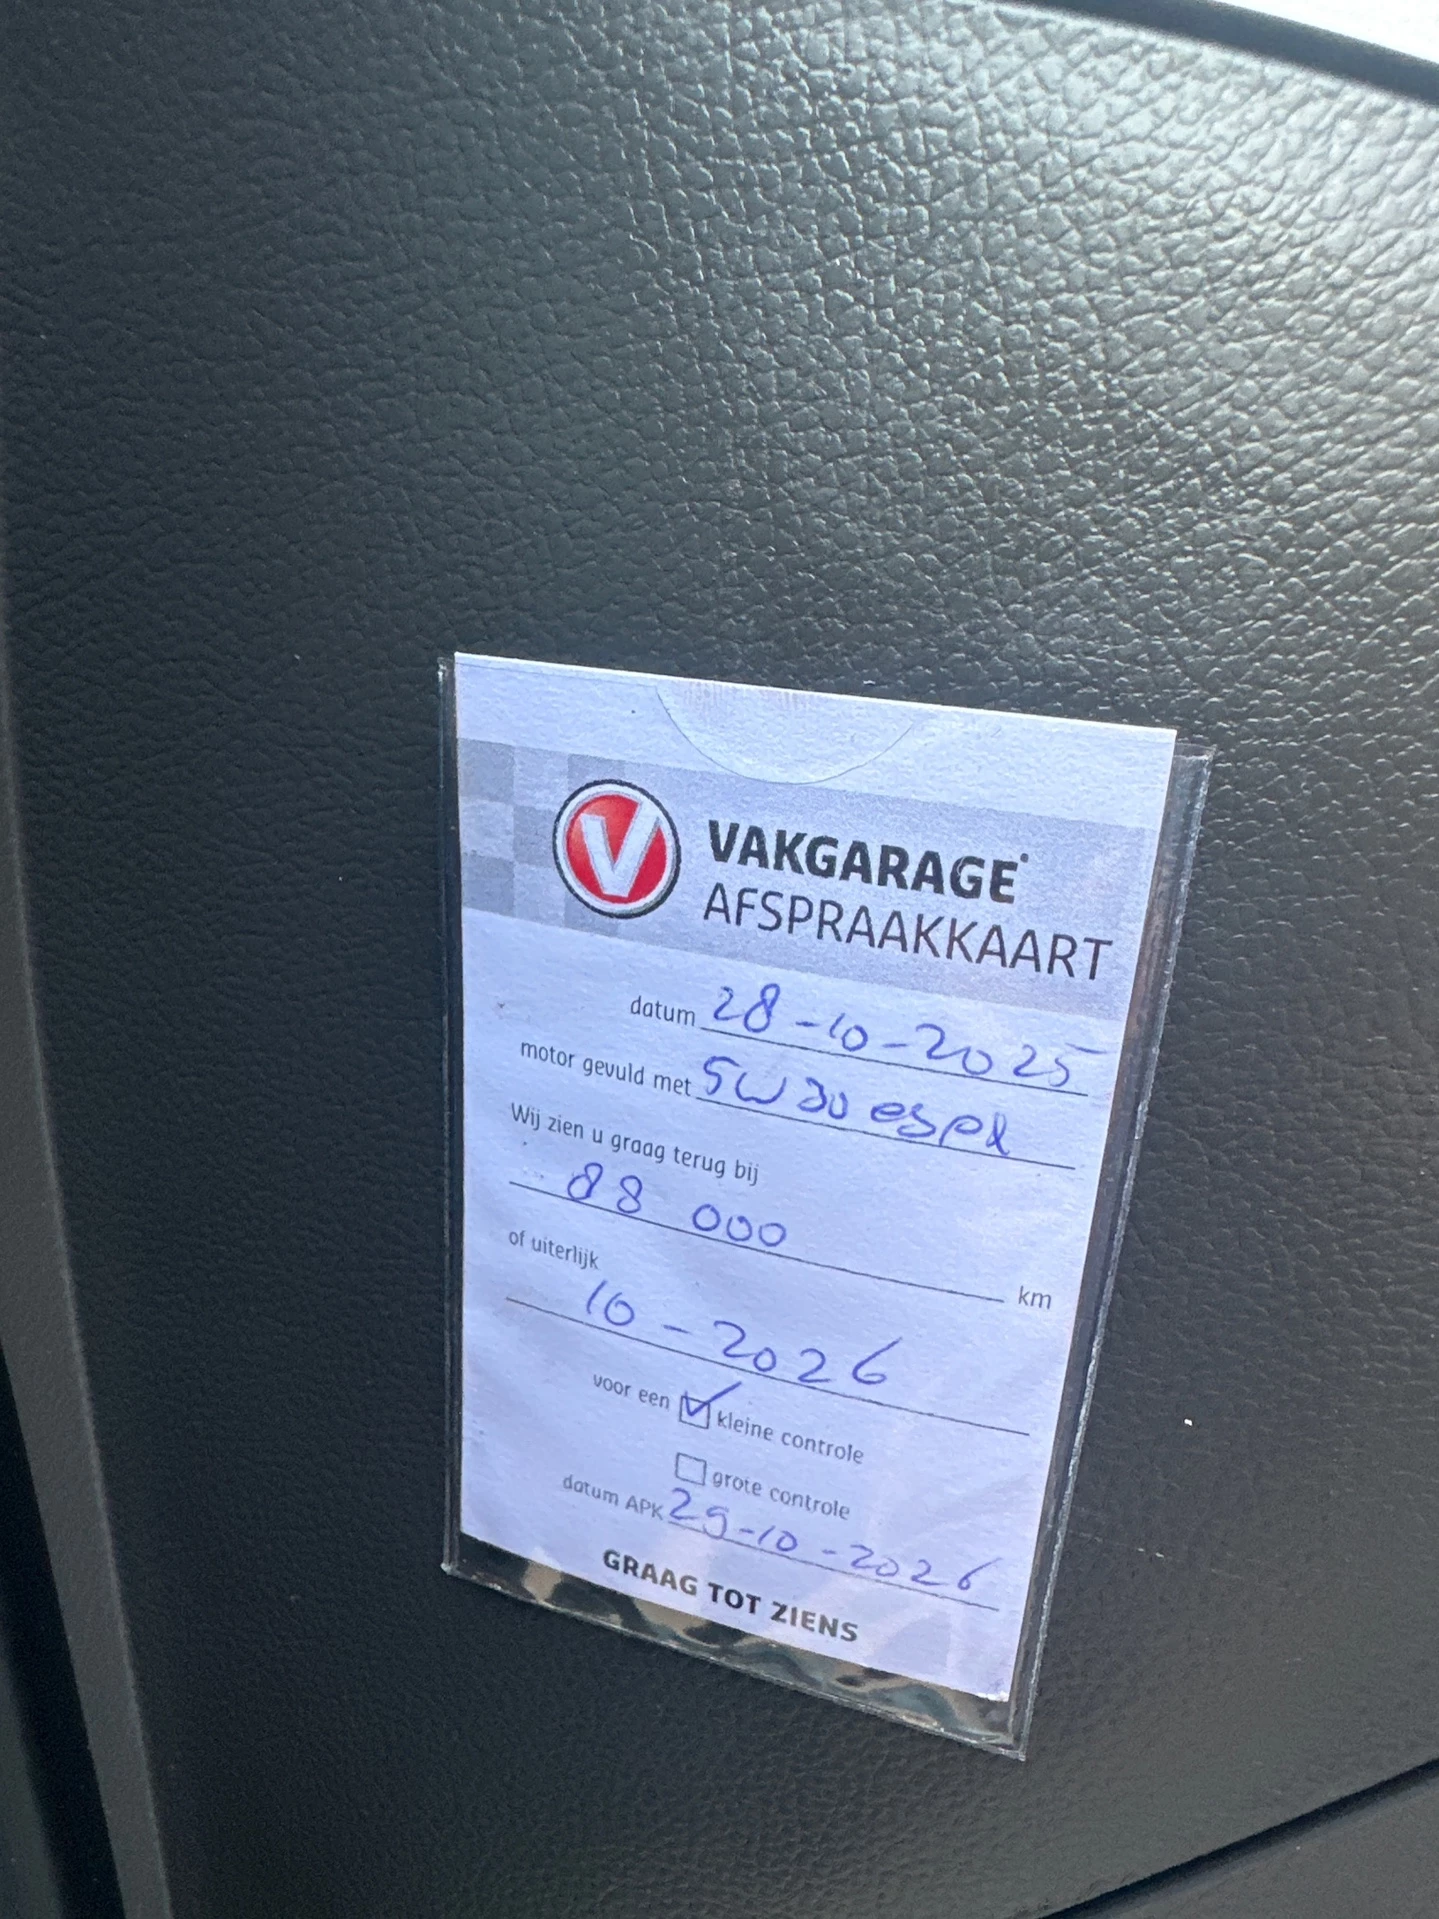 V
VAKGARAGE
AFSPRAAKKAART
datum 28-10-2025
motor gevuld met 5W30
Wij zien u graag terug bij
88 000 km
of uiterlijk
10-2026
voor een ☑ kleine controle
☐ grote controle
datum APK 29-10-2026
GRAAG TOT ZIENS